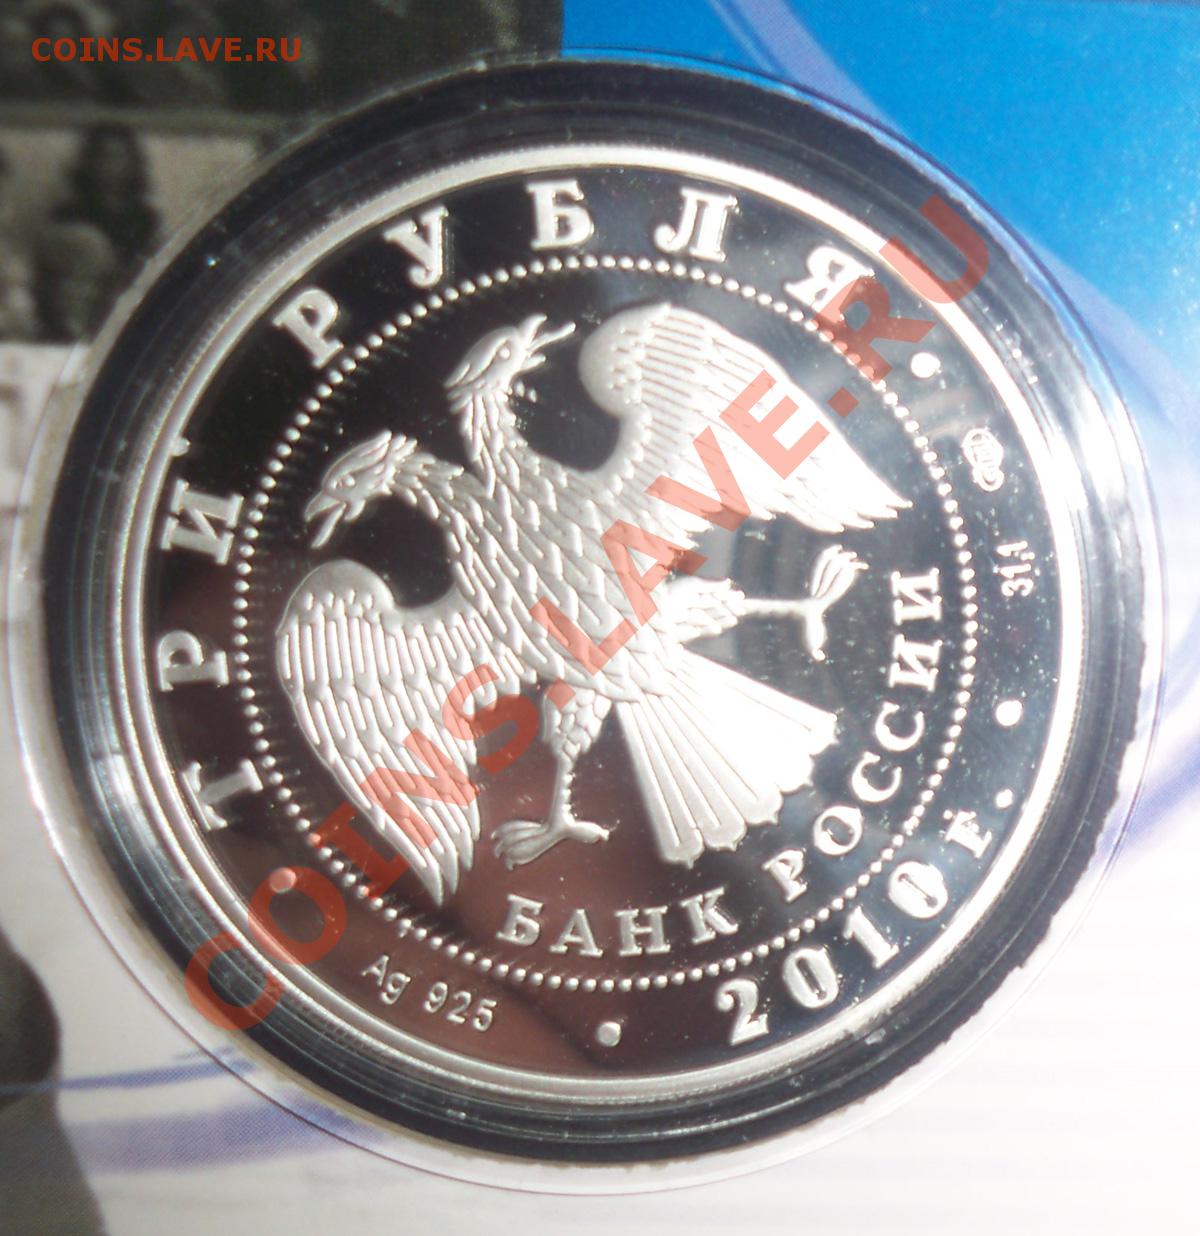 COINS.LAVE.RU
ТРИ РУБЛЯ
БАНК РОССИИ
2010 г.
Ag 925
31,1
COINS.LAVE.RU